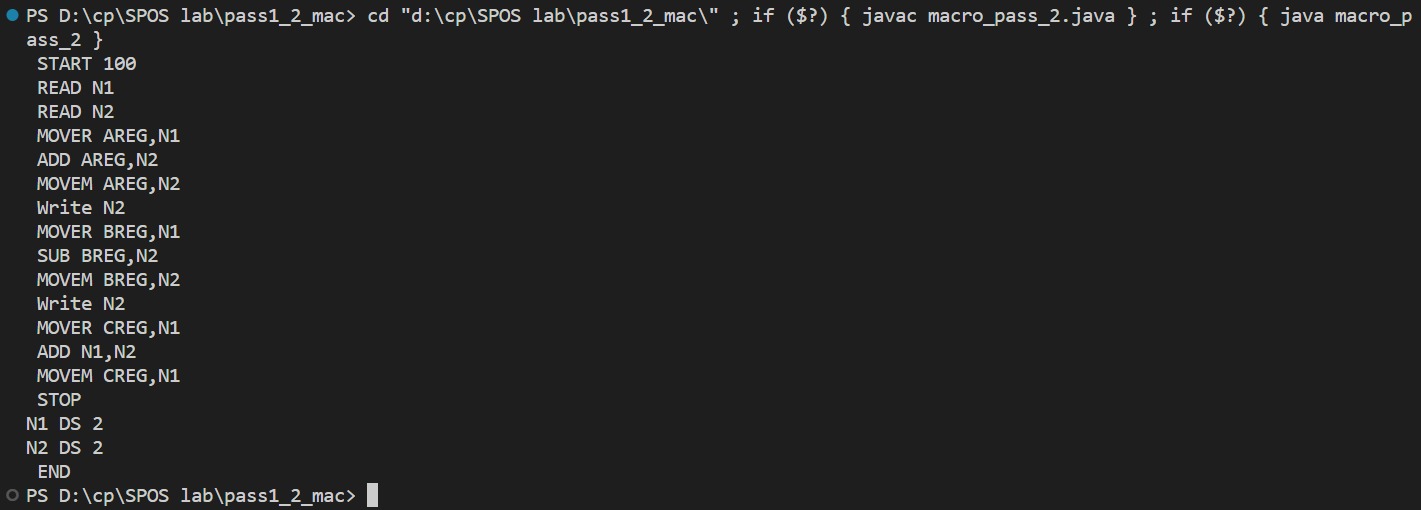 PS D:\cp\SPOS lab\pass1_2_mac> cd "d:\cp\SPOS lab\pass1_2_mac\" ; if ($?) { javac macro_pass_2.java } ; if ($?) { java macro_p
ass_2 }
START 100
READ N1
READ N2
MOVER AREG,N1
ADD AREG,N2
MOVEM AREG,N2
Write N2
MOVER BREG,N1
SUB BREG,N2
MOVEM BREG,N2
Write N2
MOVER CREG,N1
ADD N1,N2
MOVEM CREG,N1
STOP
N1 DS 2
N2 DS 2
END
PS D:\cp\SPOS lab\pass1_2_mac>